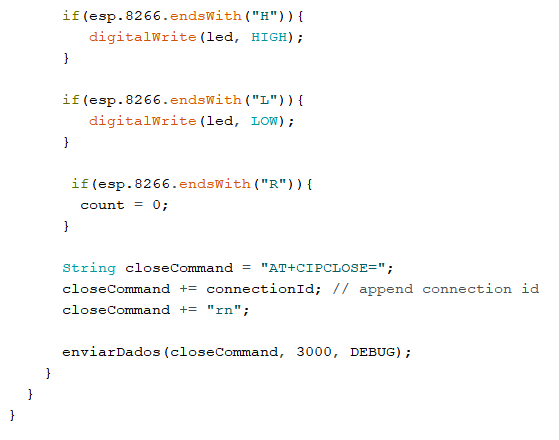 if(esp.8266.endsWith("H")){
digitalWrite(led, HIGH);
}
if(esp.8266.endsWith("L")){
digitalWrite(led, LOW);
}
if(esp.8266.endsWith("R")){
count = 0;
}
String closeCommand = "AT+CIPCLOSE=";
closeCommand += connectionId; // append connection id
closeCommand += "rn";
enviarDados(closeCommand, 3000, DEBUG);
}
}
}